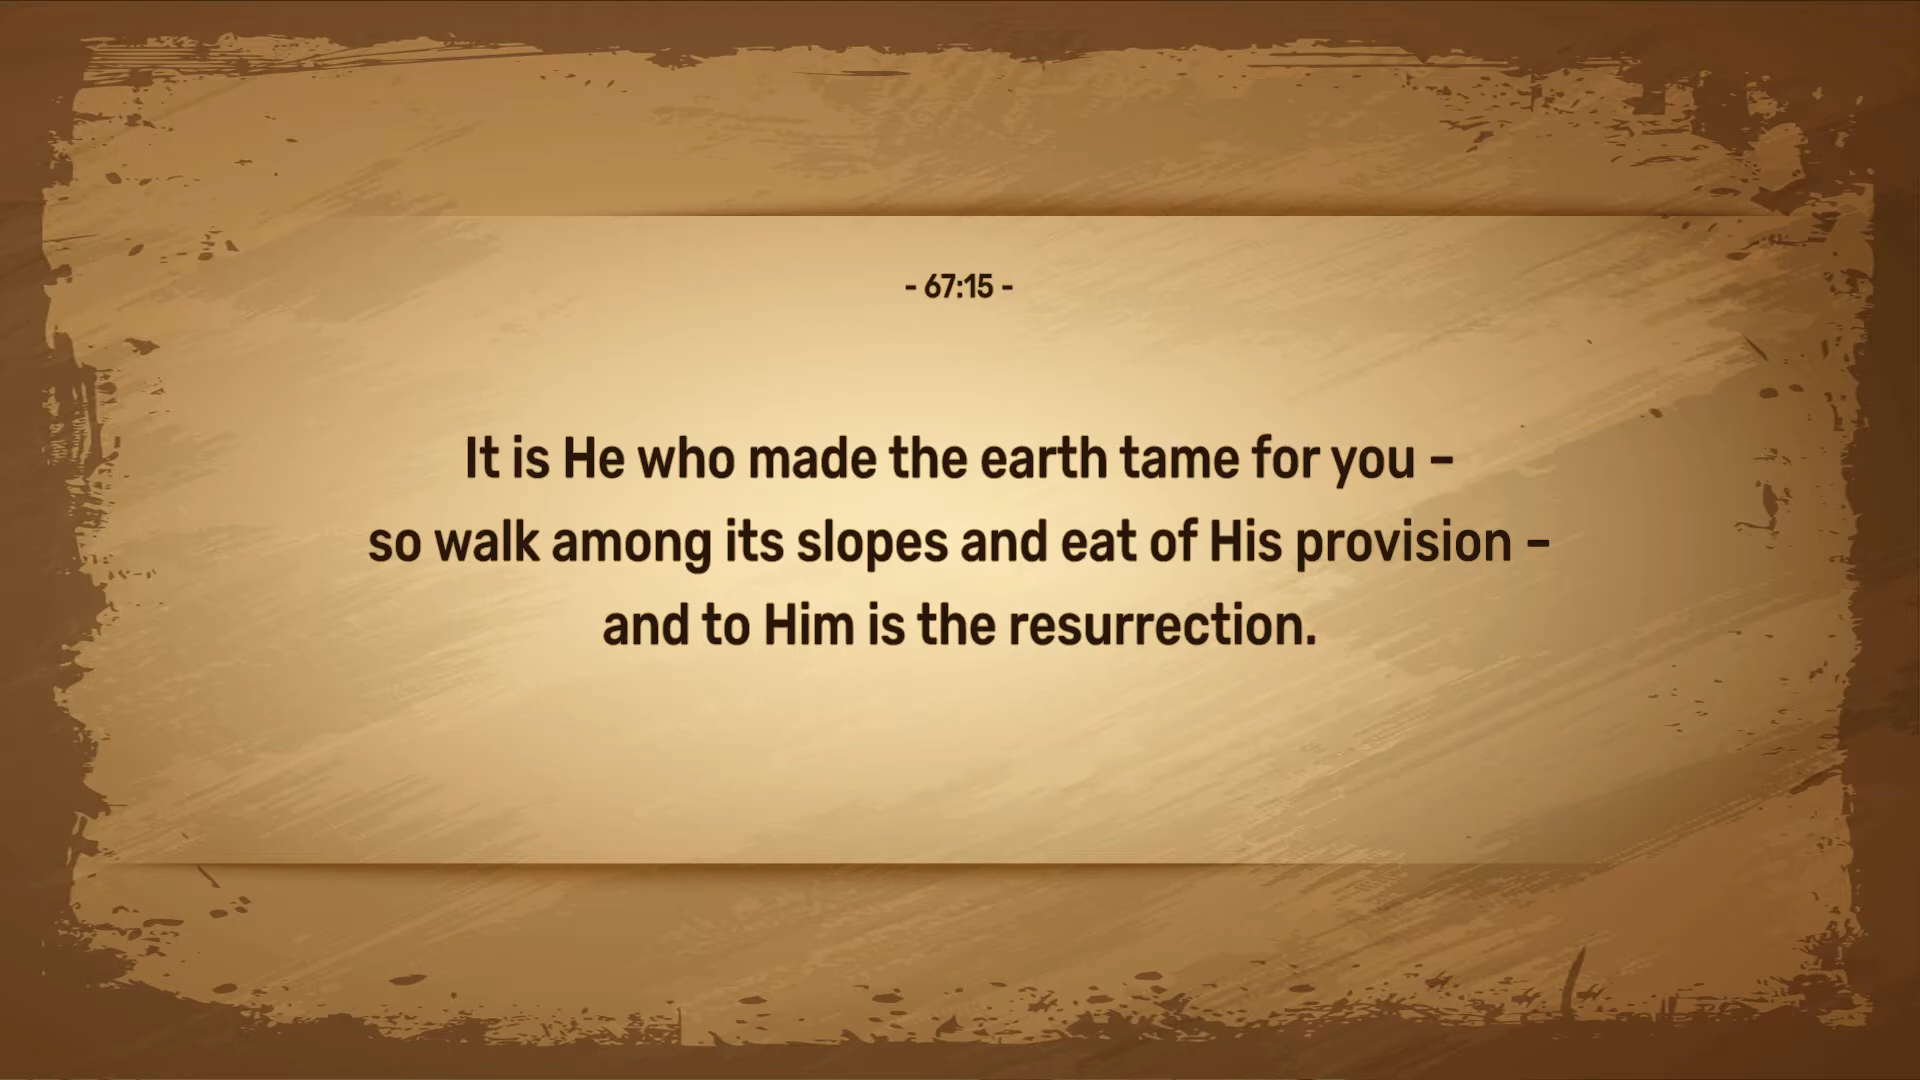 - 67:15 -
It is He who made the earth tame for you –
so walk among its slopes and eat of His provision –
and to Him is the resurrection.